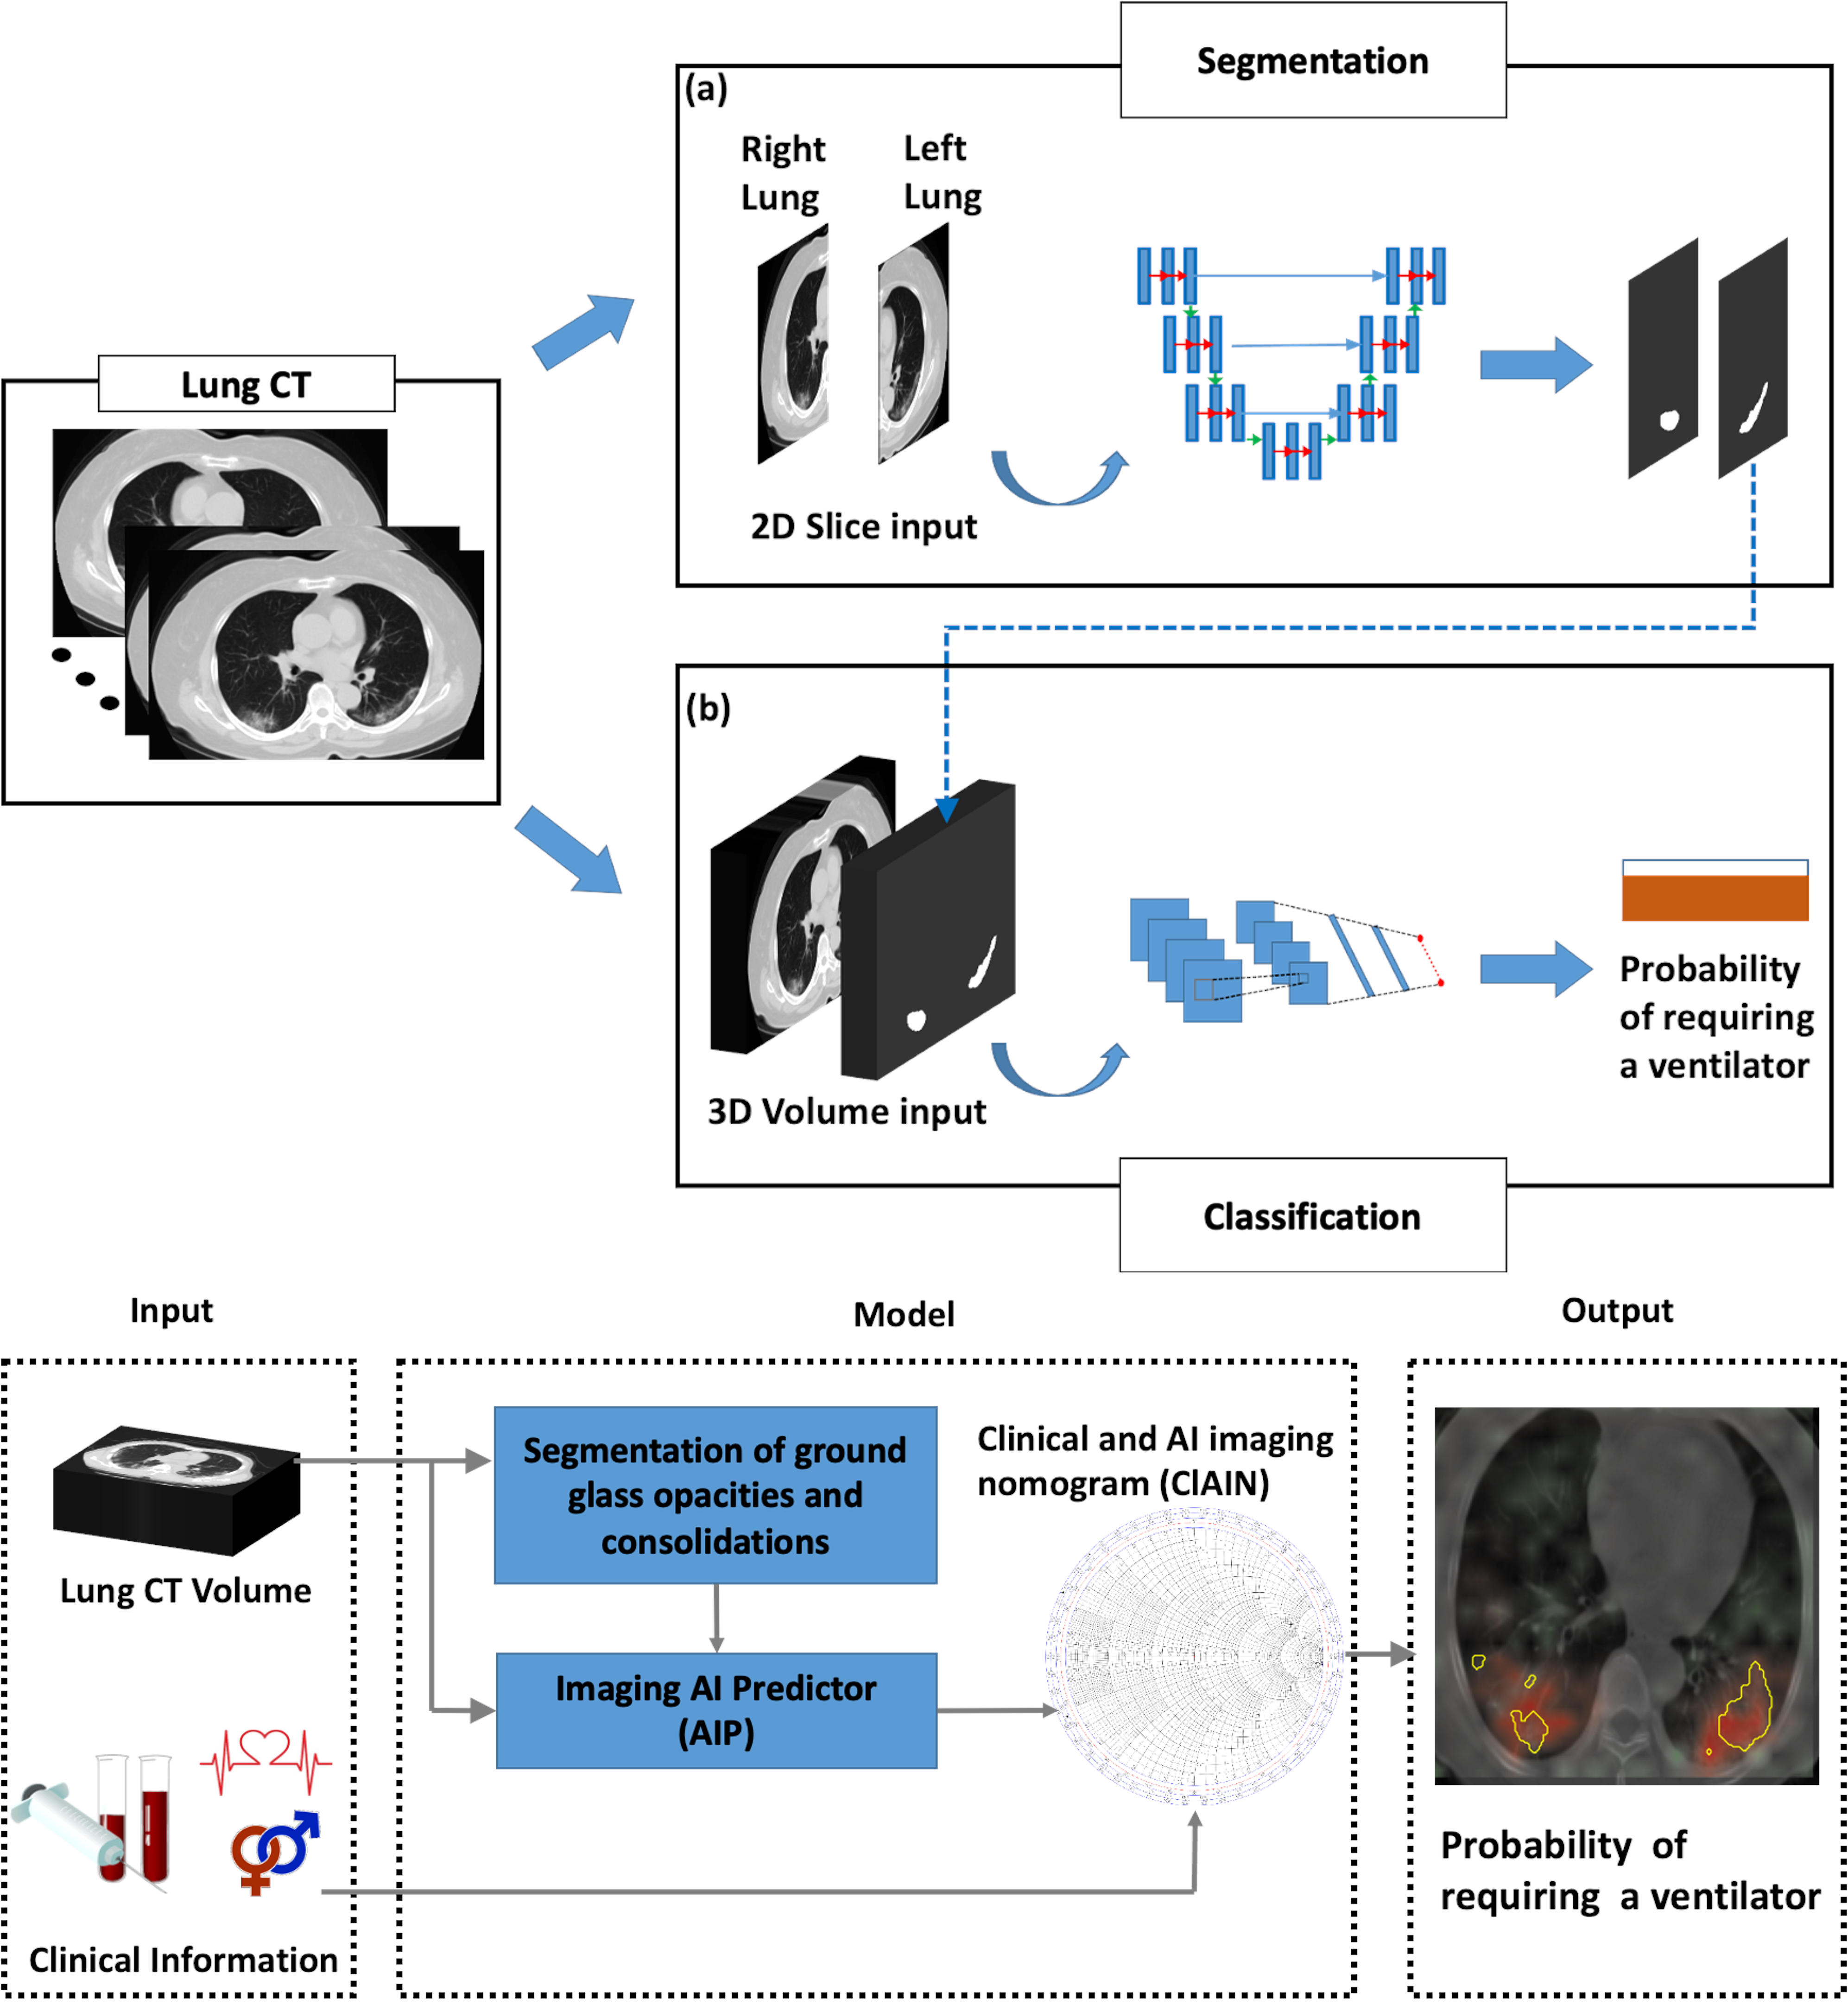 Segmentation
(a)
Right
Lung
Left
Lung
2D Slice input
Lung CT
(b)
3D Volume input
Probability
of requiring
a ventilator
Classification
Input
Model
Output
Lung CT Volume
Clinical Information
Segmentation of ground
glass opacities and
consolidations
Imaging AI Predictor
(AIP)
Clinical and AI imaging
nomogram (ClAIN)
Probability of
requiring a ventilator